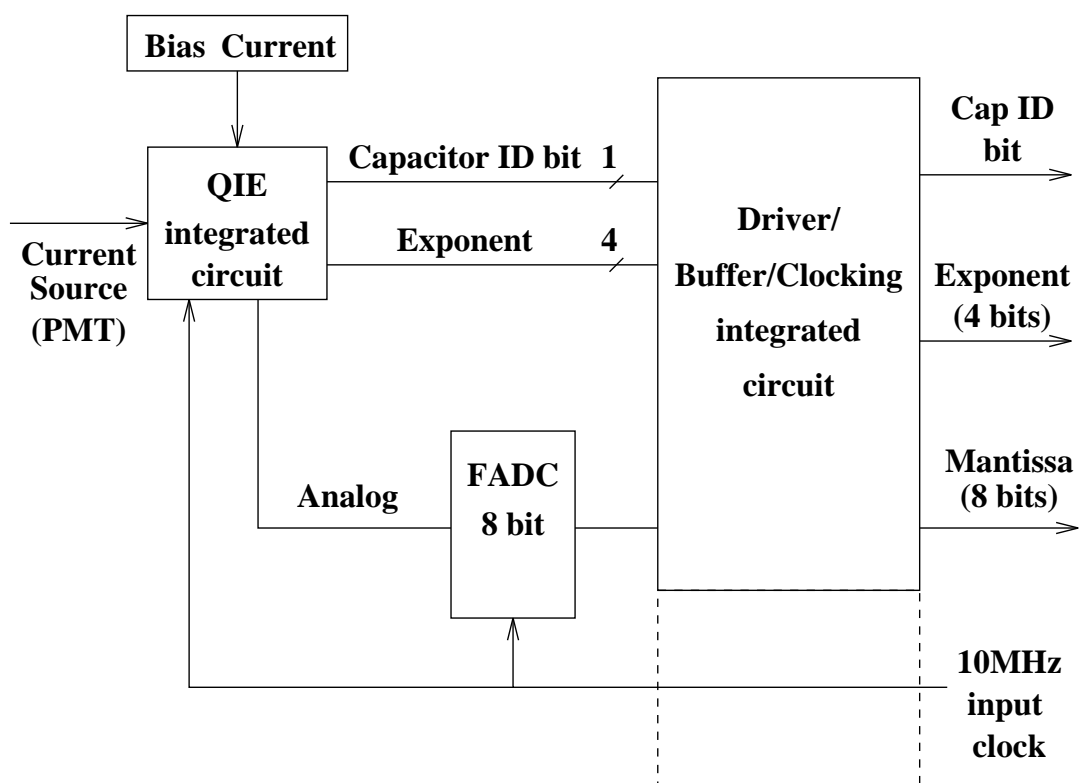 Bias Current
QIE
integrated
circuit
Current
Source
(PMT)
Capacitor ID bit 1
Exponent 4
Analog
FADC
8 bit
Driver/
Buffer/Clocking
integrated
circuit
Cap ID
bit
Exponent
(4 bits)
Mantissa
(8 bits)
10MHz
input
clock